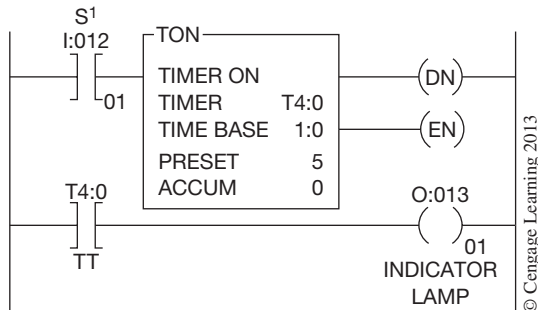 S1
I:012
01
TON
TIMER ON
TIMER T4:0
TIME BASE 1:0
PRESET 5
ACCUM 0
DN
EN
T4:0
TT
O:013
01
INDICATOR
LAMP
© Cengage Learning 2013